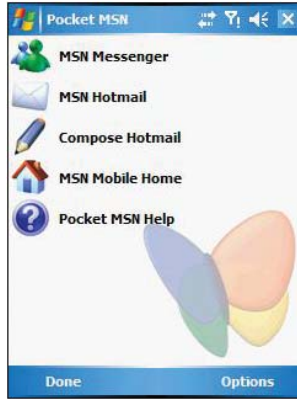 Pocket MSN
MSN Messenger
MSN Hotmail
Compose Hotmail
MSN Mobile Home
Pocket MSN Help
Done Options